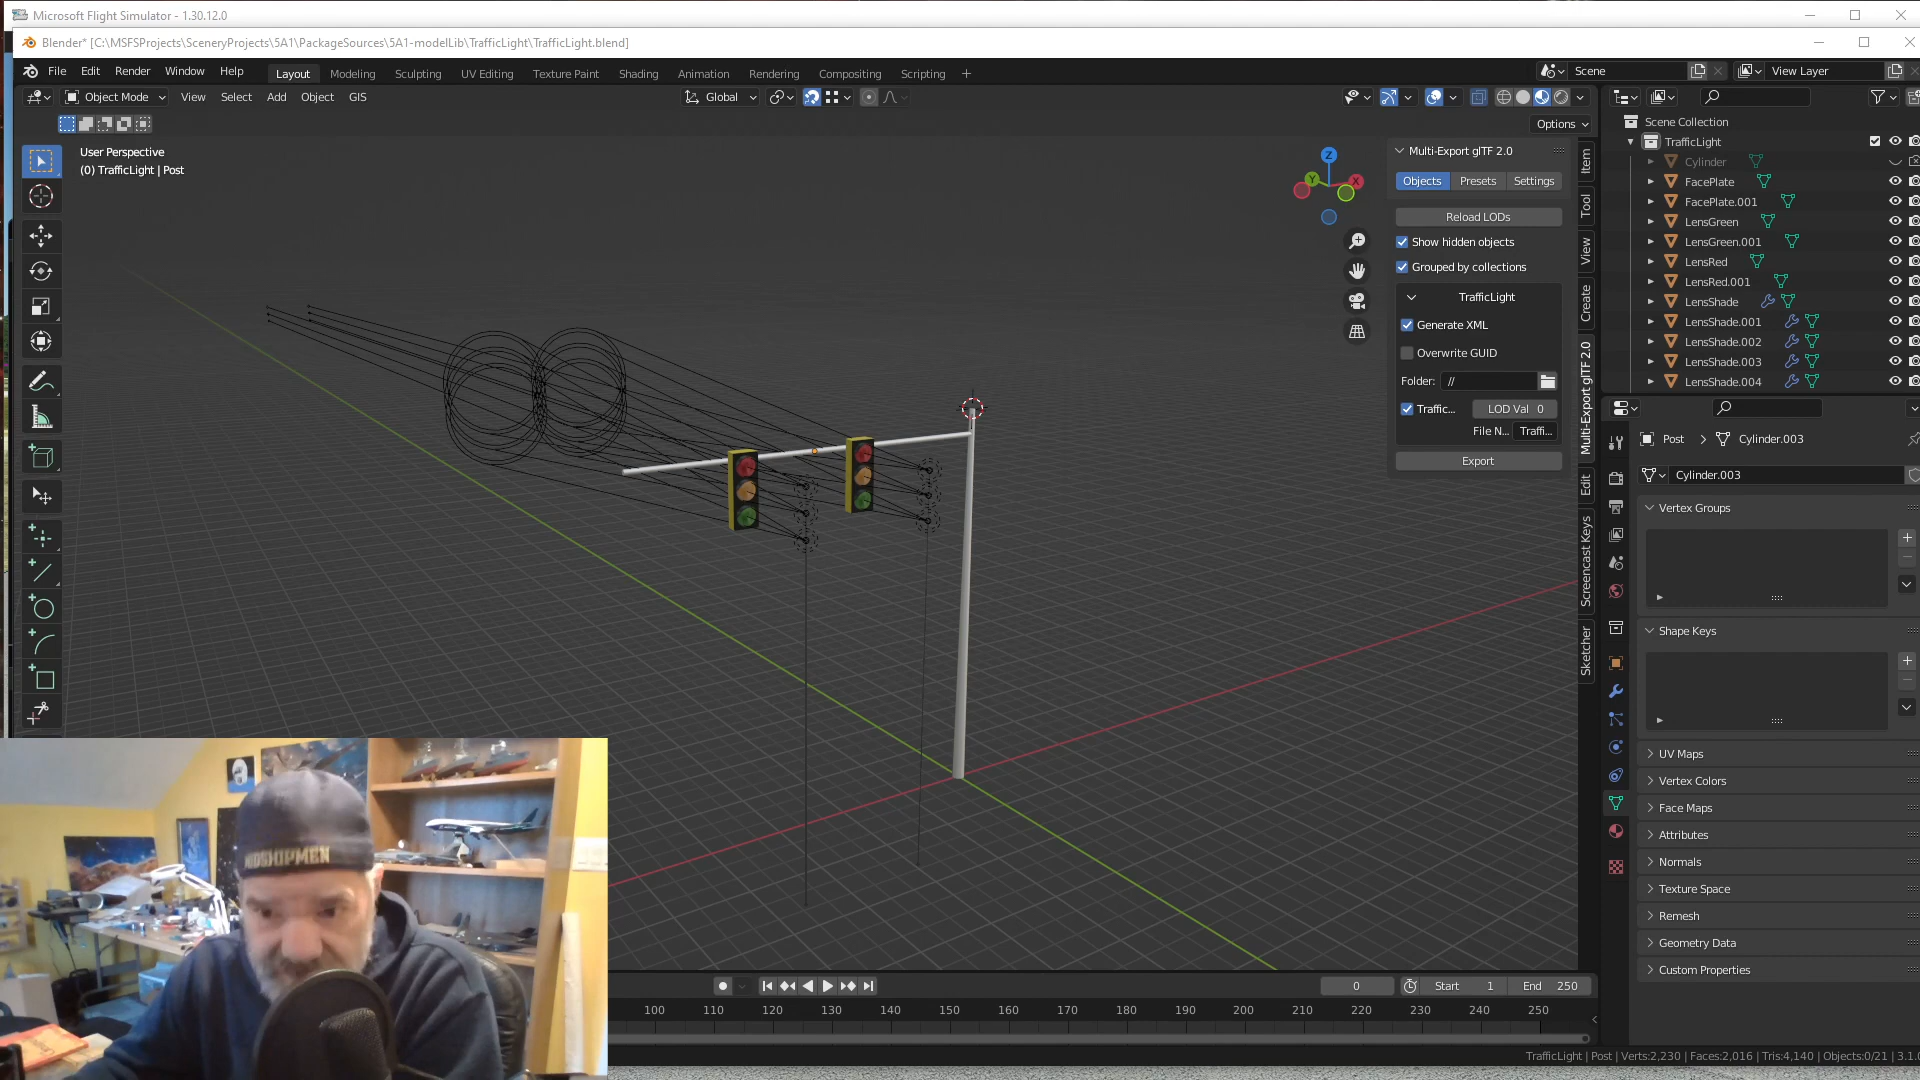 Microsoft Flight Simulator - 1.30.12.0
Blender* [C:\MSFSProjects\SceneryProjects\5A1\PackageSources\5A1-modelLib\TrafficLight\TrafficLight.blend]
File Edit Render Window Help Layout Modeling Sculpting UV Editing Texture Paint Shading Animation Rendering Compositing Scripting + Scene View Layer
Object Mode View Select Add Object GIS Global
Options
User Perspective
(0) TrafficLight | Post
Z
Y
X
Multi-Export glTF 2.0
Objects Presets Settings
Reload LODs
Show hidden objects
Grouped by collections
TrafficLight
Generate XML
Overwrite GUID
Folder: //
Traffic... LOD Val 0
File N... Traffi...
Export
Item
Tool
View
Create
Multi-Export glTF 2.0
Edit
Screencast Keys
Sketcher
Scene Collection
TrafficLight
Cylinder
FacePlate
FacePlate.001
LensGreen
LensGreen.001
LensRed
LensRed.001
LensShade
LensShade.001
LensShade.002
LensShade.003
LensShade.004
Post > Cylinder.003
Cylinder.003
Vertex Groups
Shape Keys
UV Maps
Vertex Colors
Face Maps
Attributes
Normals
Texture Space
Remesh
Geometry Data
Custom Properties
0 Start 1 End 250
100 110 120 130 140 150 160 170 180 190 200 210 220 230 240 250
TrafficLight | Post | Verts:2,230 | Faces:2,016 | Tris:4,140 | Objects:0/21 | 3.1.0